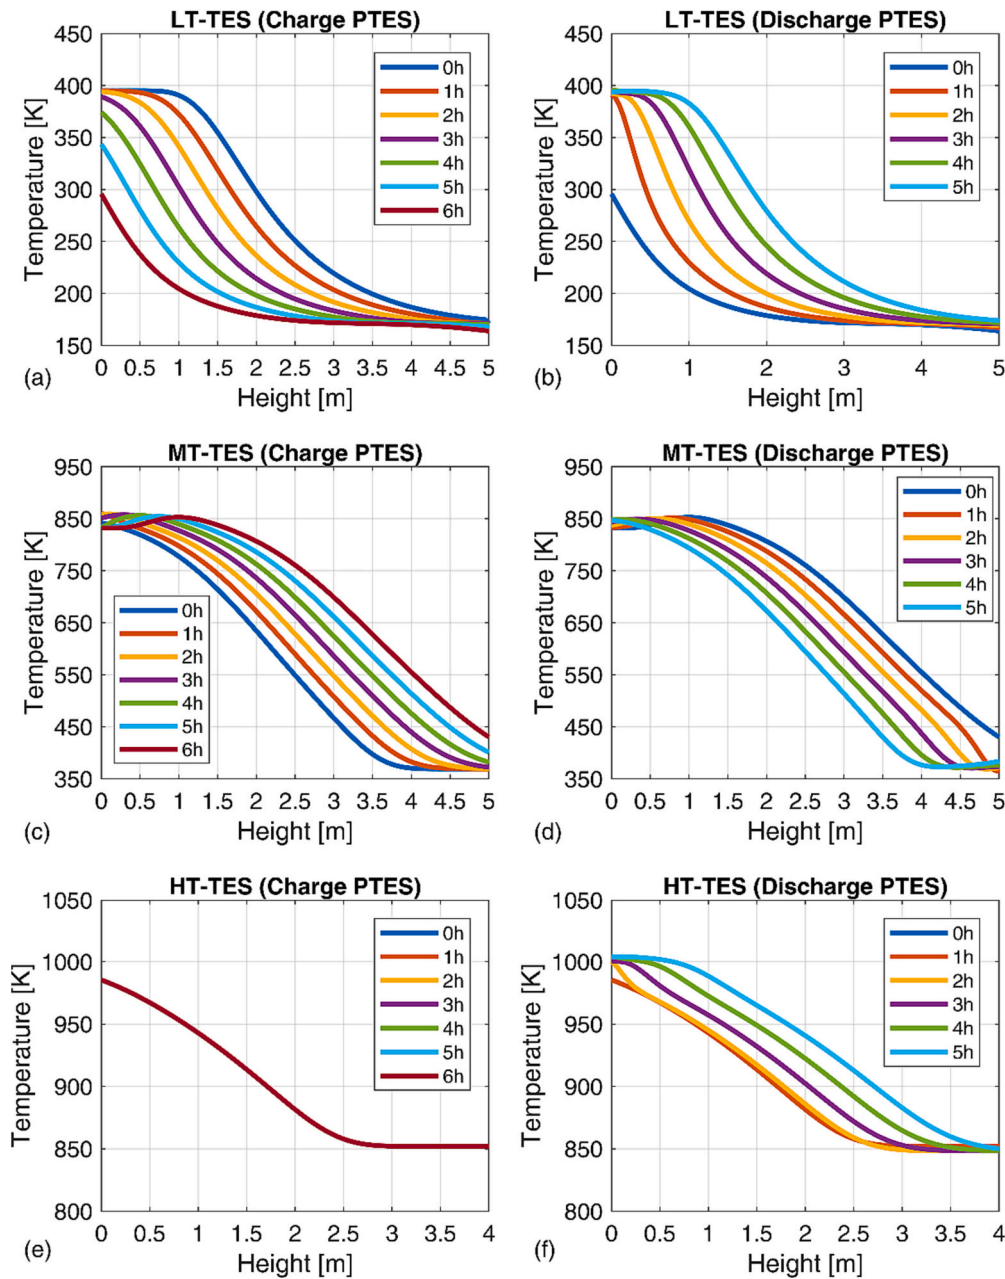 LT-TES (Charge PTES)
450
400
350
300
250
200
150
Temperature [K]
0h
1h
2h
3h
4h
5h
6h
0 0.5 1 1.5 2 2.5 3 3.5 4 4.5 5
(a) Height [m]
LT-TES (Discharge PTES)
450
400
350
300
250
200
150
Temperature [K]
0h
1h
2h
3h
4h
5h
0 1 2 3 4 5
(b) Height [m]
MT-TES (Charge PTES)
950
850
750
650
550
450
350
Temperature [K]
0h
1h
2h
3h
4h
5h
6h
0 0.5 1 1.5 2 2.5 3 3.5 4 4.5 5
(c) Height [m]
MT-TES (Discharge PTES)
950
850
750
650
550
450
350
Temperature [K]
0h
1h
2h
3h
4h
5h
0 0.5 1 1.5 2 2.5 3 3.5 4 4.5 5
(d) Height [m]
HT-TES (Charge PTES)
1050
1000
950
900
850
800
Temperature [K]
0h
1h
2h
3h
4h
5h
6h
0 0.5 1 1.5 2 2.5 3 3.5 4
(e) Height [m]
HT-TES (Discharge PTES)
1050
1000
950
900
850
800
Temperature [K]
0h
1h
2h
3h
4h
5h
0 0.5 1 1.5 2 2.5 3 3.5 4
(f) Height [m]